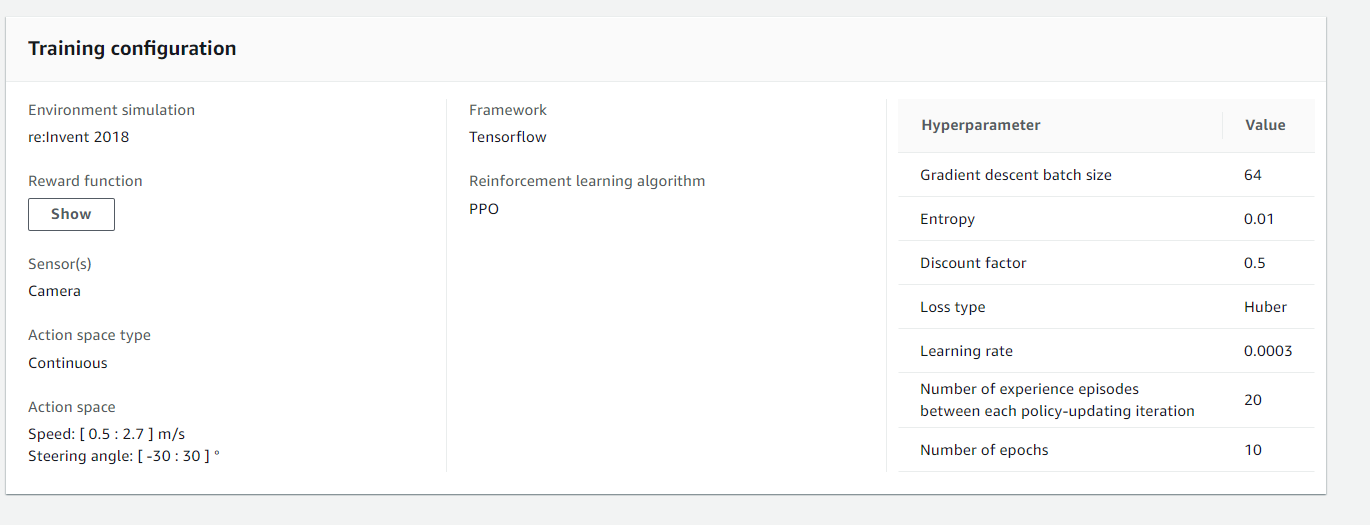 Training configuration
Environment simulation
re:Invent 2018
Reward function
Show
Sensor(s)
Camera
Action space type
Continuous
Action space
Speed: [ 0.5 : 2.7 ] m/s
Steering angle: [ -30 : 30 ] °
Framework
Tensorflow
Reinforcement learning algorithm
PPO
Hyperparameter Value
Gradient descent batch size 64
Entropy 0.01
Discount factor 0.5
Loss type Huber
Learning rate 0.0003
Number of experience episodes
between each policy-updating iteration 20
Number of epochs 10